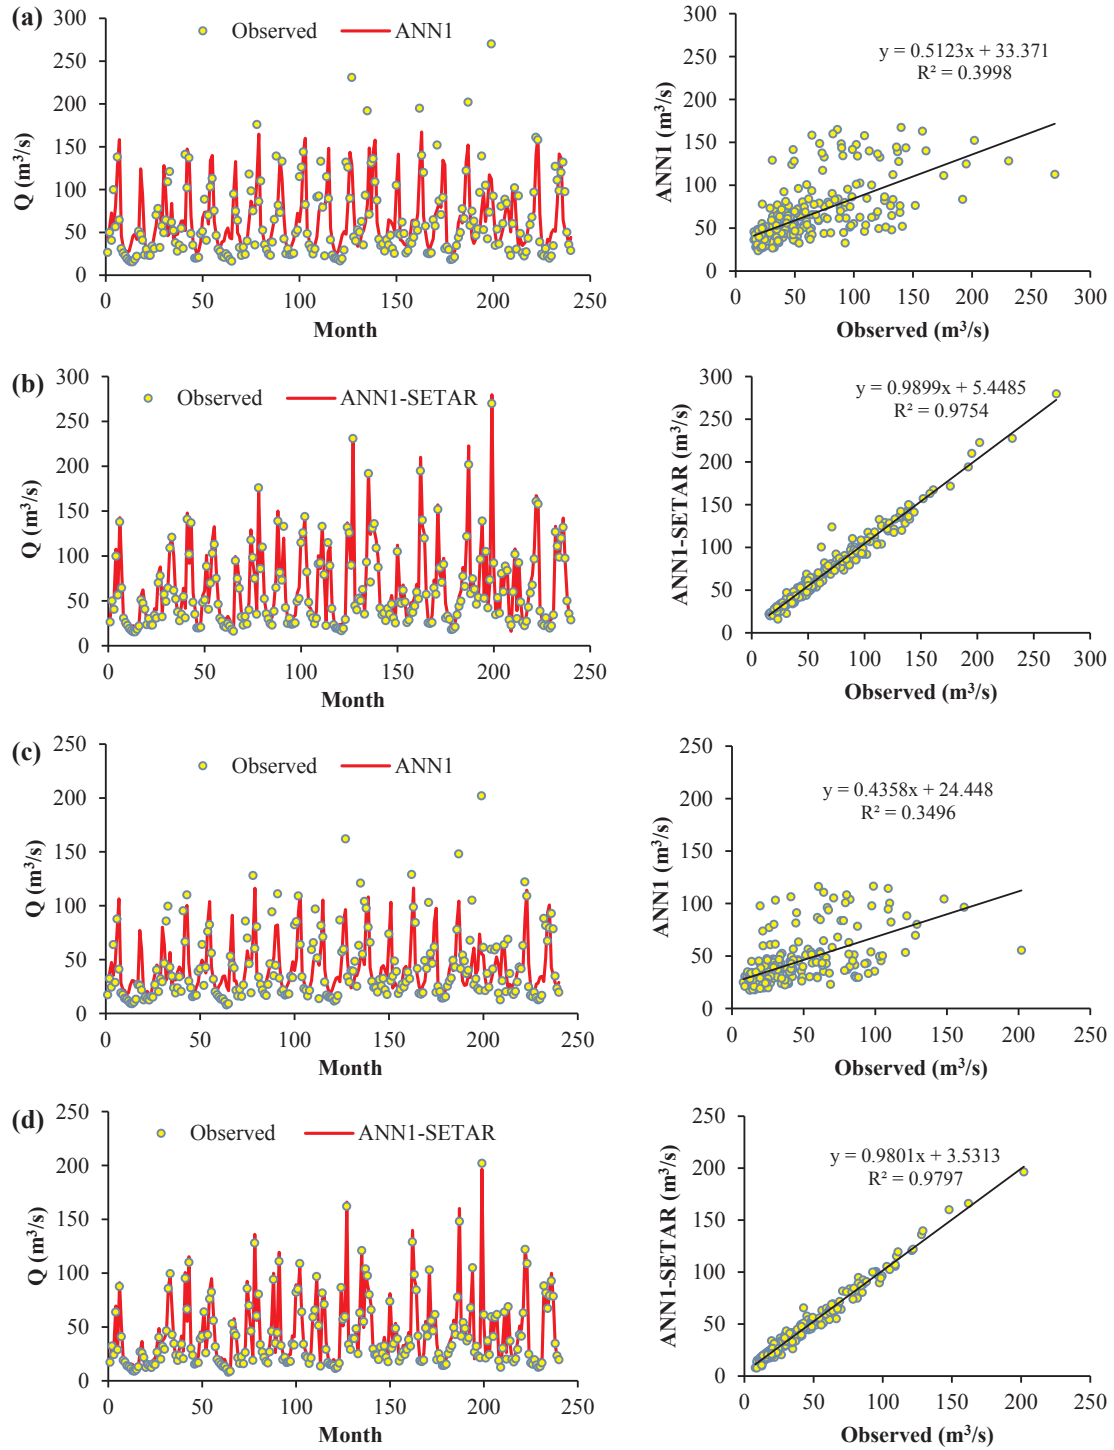 (a)
300
250
200
150
100
50
0
Q (m³/s)
Observed
ANN1
0 50 100 150 200 250
Month
300
250
200
150
100
50
0
ANN1 (m³/s)
y = 0.5123x + 33.371
R² = 0.3998
0 50 100 150 200 250 300
Observed (m³/s)
(b)
300
250
200
150
100
50
0
Q (m³/s)
Observed
ANN1-SETAR
0 50 100 150 200 250
Month
300
250
200
150
100
50
0
ANN1-SETAR (m³/s)
y = 0.9899x + 5.4485
R² = 0.9754
0 50 100 150 200 250 300
Observed (m³/s)
(c)
250
200
150
100
50
0
Q (m³/s)
Observed
ANN1
0 50 100 150 200 250
Month
250
200
150
100
50
0
ANN1 (m³/s)
y = 0.4358x + 24.448
R² = 0.3496
0 50 100 150 200 250
Observed (m³/s)
(d)
250
200
150
100
50
0
Q (m³/s)
Observed
ANN1-SETAR
0 50 100 150 200 250
Month
250
200
150
100
50
0
ANN1-SETAR (m³/s)
y = 0.9801x + 3.5313
R² = 0.9797
0 50 100 150 200 250
Observed (m³/s)